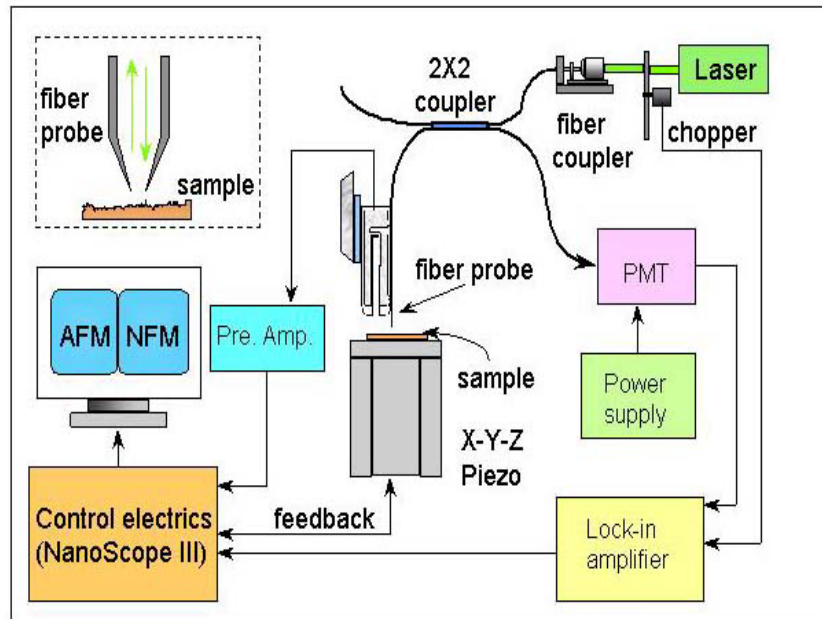 2X2
coupler
Laser
fiber
coupler
chopper
fiber
probe
sample
fiber probe
PMT
AFM
NFM
Pre. Amp.
sample
Power
supply
X-Y-Z
Piezo
Control electrics
(NanoScope III)
feedback
Lock-in
amplifier